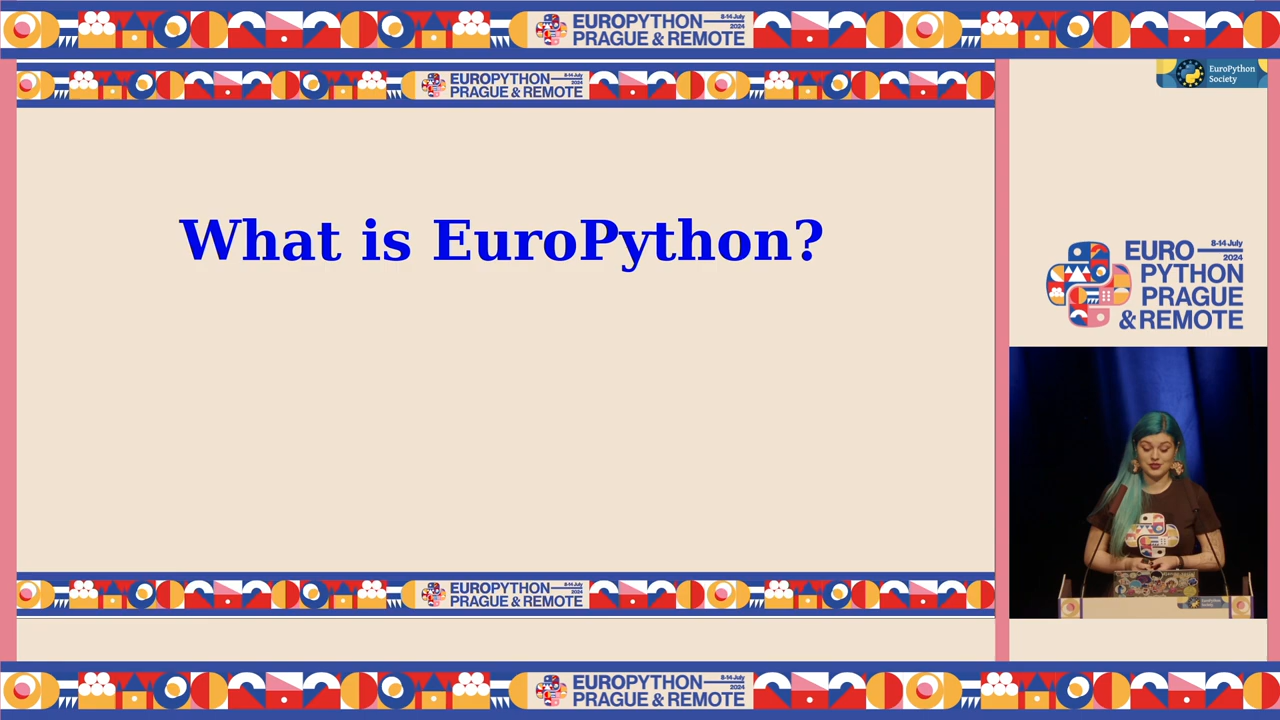 EUROPYTHON 8-14 July 2024
PRAGUE & REMOTE
EUROPYTHON 8-14 July 2024
PRAGUE & REMOTE
EuroPython
Society
What is EuroPython?
EURO 8-14 July
2024
PYTHON
PRAGUE
& REMOTE
EUROPYTHON 8-14 July 2024
PRAGUE & REMOTE
EuroPython
Society
EUROPYTHON 8-14 July 2024
PRAGUE & REMOTE